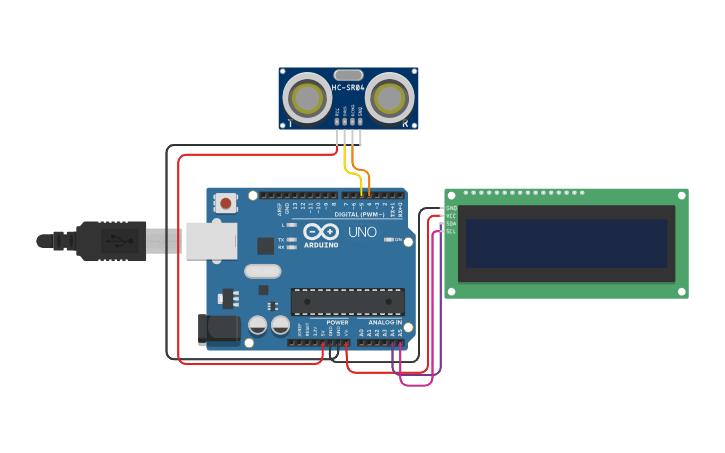 HC-SR04
VCC
TRIG
ECHO
GND
T
R
AREF
GND
13
12
~11
~10
~9
8
7
~6
~5
4
~3
2
TX→1
RX←0
DIGITAL (PWM~)
L
TX
RX
ARDUINO
UNO
ON
POWER
ANALOG IN
IOREF
RESET
3.3V
5V
GND
GND
Vin
A0
A1
A2
A3
A4
A5
GND
VCC
SDA
SCL